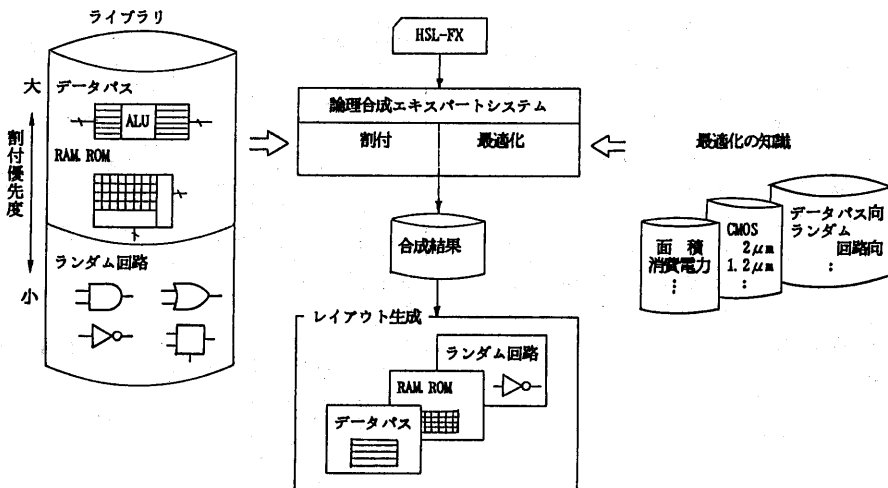 ライブラリ
大
割付優先度
小
データパス
ALU
RAM. ROM
ランダム回路
HSL-FX
論理合成エキスパートシステム
割付
最適化
合成結果
レイアウト生成
ランダム回路
RAM. ROM
データパス
最適化の知識
面 積
消費電力
⋮
CMOS
2μm
1.2μm
:
データパス向
ランダム
回路向
: